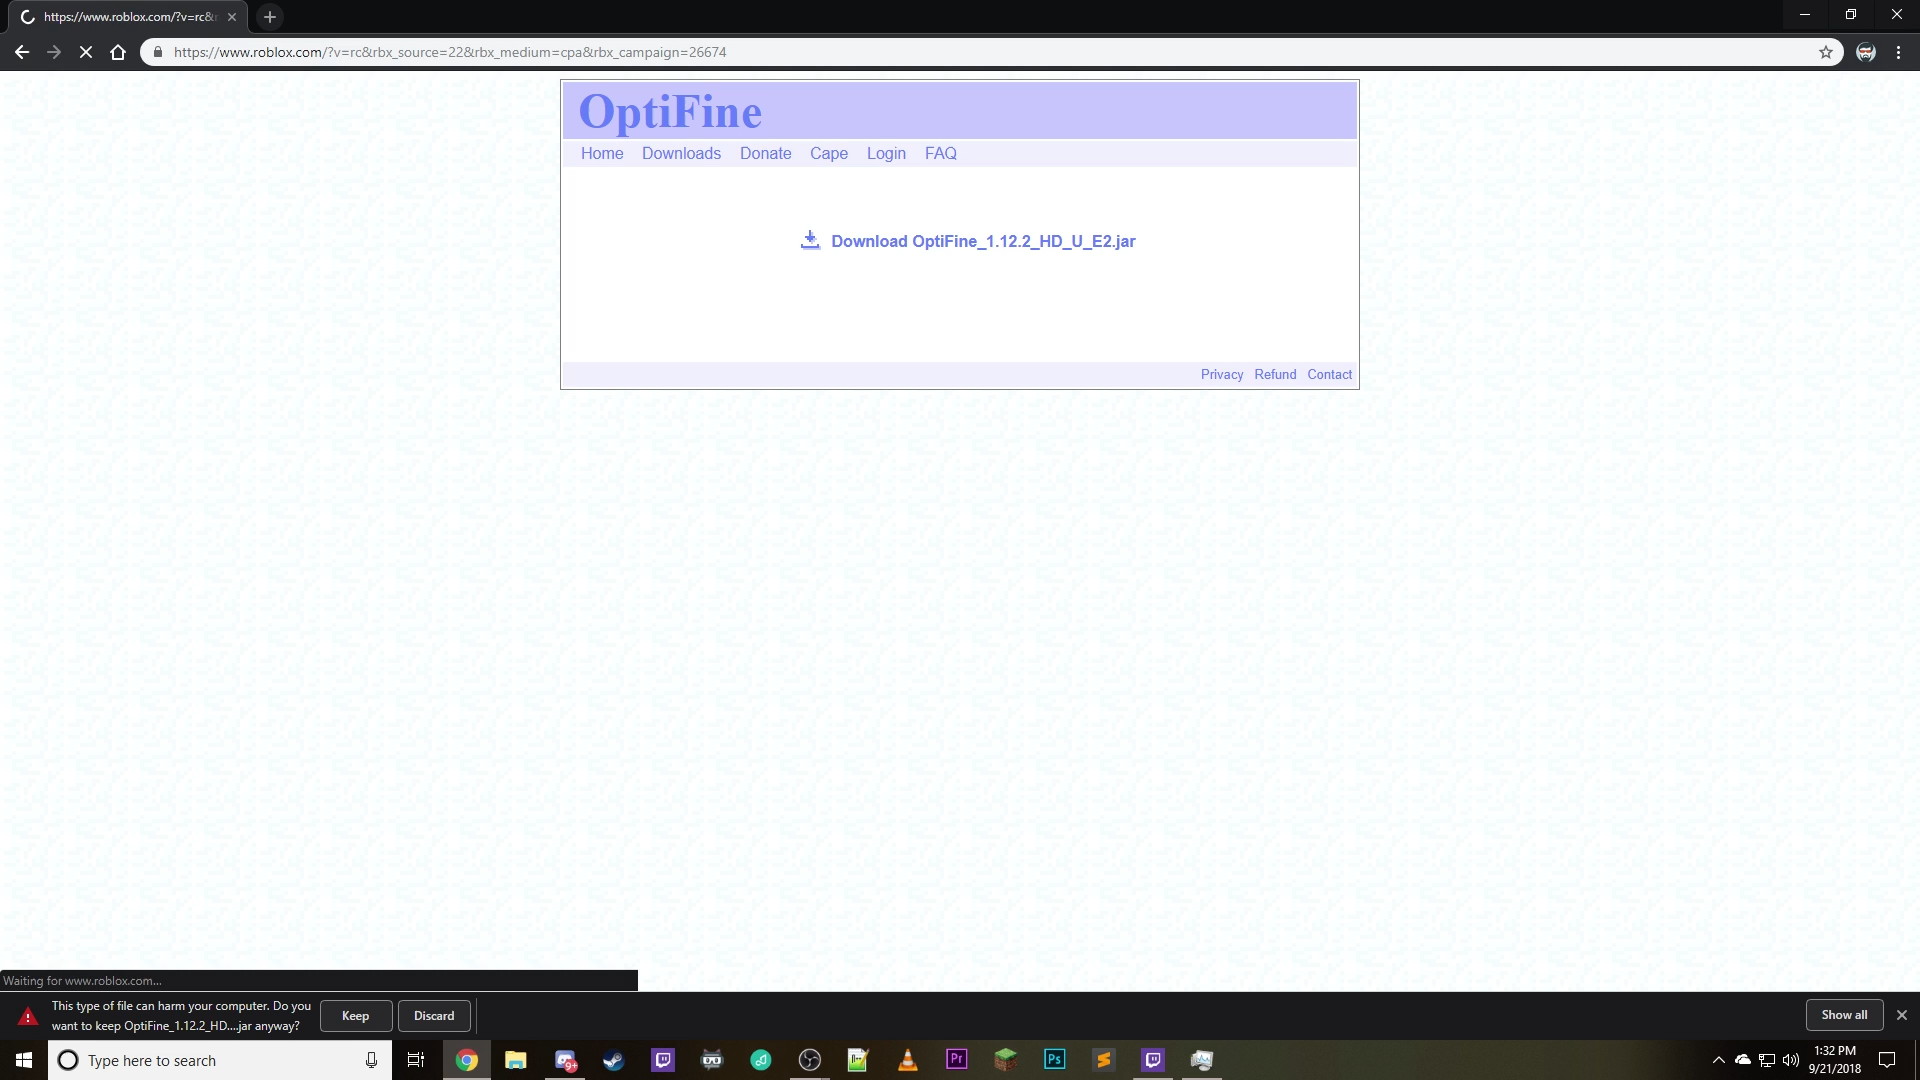 https://www.roblox.com/?v=rc&r
https://www.roblox.com/?v=rc&rbx_source=22&rbx_medium=cpa&rbx_campaign=26674
OptiFine
Home Downloads Donate Cape Login FAQ
Download OptiFine_1.12.2_HD_U_E2.jar
Privacy Refund Contact
Waiting for www.roblox.com...
This type of file can harm your computer. Do you
want to keep OptiFine_1.12.2_HD....jar anyway?
Keep Discard
Show all
Type here to search
9+
Pr
Ps
1:32 PM
9/21/2018